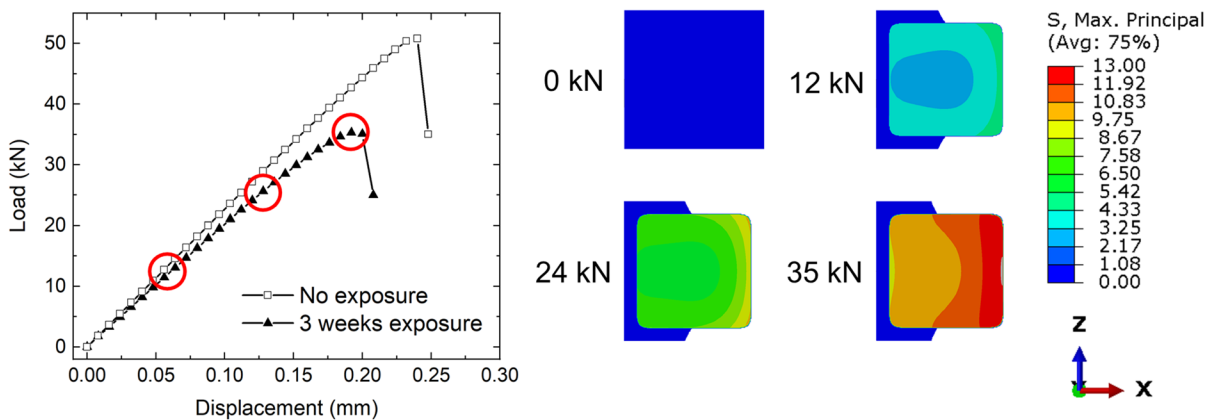 50
40
30
20
10
0
Load (kN)
No exposure
3 weeks exposure
0.00 0.05 0.10 0.15 0.20 0.25 0.30
Displacement (mm)
0 kN
12 kN
24 kN
35 kN
S, Max. Principal
(Avg: 75%)
13.00
11.92
10.83
9.75
8.67
7.58
6.50
5.42
4.33
3.25
2.17
1.08
0.00
Z
Y X